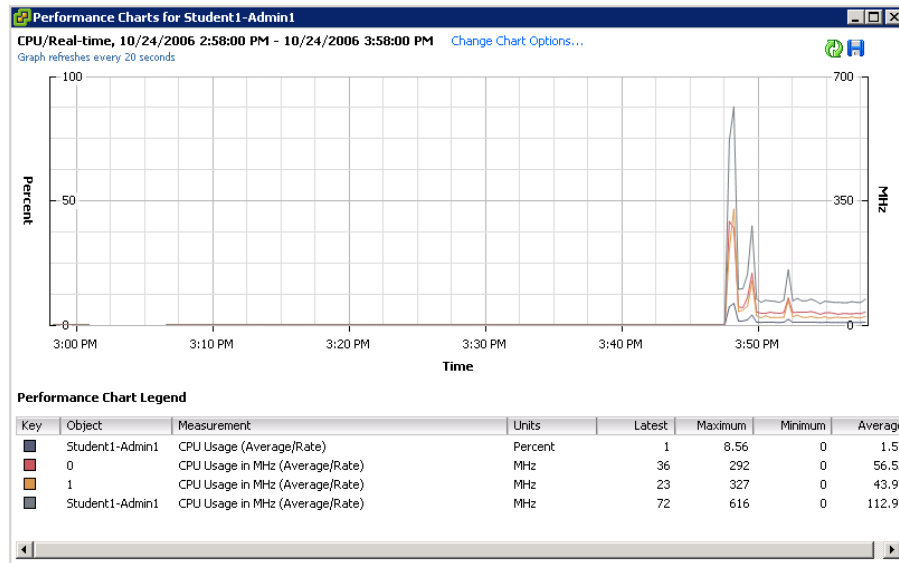 Performance Charts for Student1-Admin1
CPU/Real-time, 10/24/2006 2:58:00 PM - 10/24/2006 3:58:00 PM Change Chart Options...
Graph refreshes every 20 seconds
100 700
Percent
50 350
MHz
0 0
3:00 PM 3:10 PM 3:20 PM 3:30 PM 3:40 PM 3:50 PM
Time
Performance Chart Legend
Key Object Measurement Units Latest Maximum Minimum Average
Student1-Admin1 CPU Usage (Average/Rate) Percent 1 8.56 0 1.5
0 CPU Usage in MHz (Average/Rate) MHz 36 292 0 56.5
1 CPU Usage in MHz (Average/Rate) MHz 23 327 0 43.9
Student1-Admin1 CPU Usage in MHz (Average/Rate) MHz 72 616 0 112.9